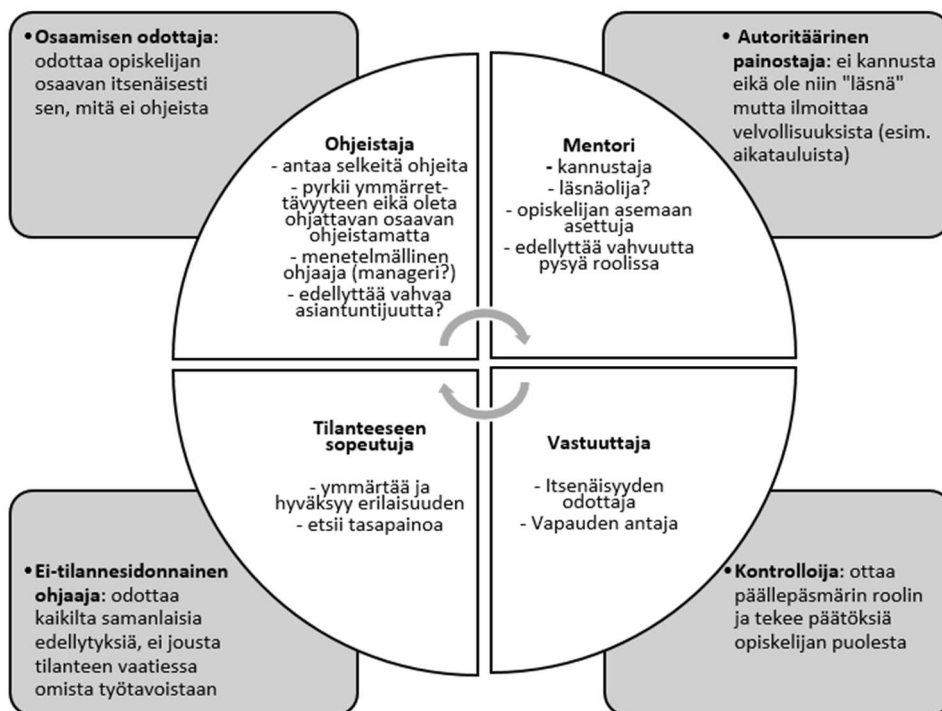 • Osaamisen odottaja:
odottaa opiskelijan
osaavan itsenäisesti
sen, mitä ei ohjeista
• Autoritäärinen
painostaja: ei kannusta
eikä ole niin "läsnä"
mutta ilmoittaa
velvollisuuksista (esim.
aikatauluista)
Ohjeistaja
- antaa selkeitä ohjeita
- pyrkii ymmärret-
tävyyteen eikä oleta
ohjattavan osaavan
ohjeistamatta
- menetelmällinen
ohjaaja (manageri?)
- edellyttää vahvaa
asiantuntijuutta?
Mentori
- kannustaja
- läsnäolija?
- opiskelijan asemaan
asettuja
- edellyttää vahvuutta
pysyä roolissa
Tilanteeseen
sopeutuja
- ymmärtää ja
hyväksyy erilaisuuden
- etsii tasapainoa
Vastuuttaja
- Itsenäisyyden
odottaja
- Vapauden antaja
• Ei-tilannesidonnainen
ohjaaja: odottaa
kaikilta samanlaisia
edellytyksiä, ei jousta
tilanteen vaatiessa
omista työtavoistaan
• Kontrolloija: ottaa
päällepäsmärin roolin
ja tekee päätöksiä
opiskelijan puolesta